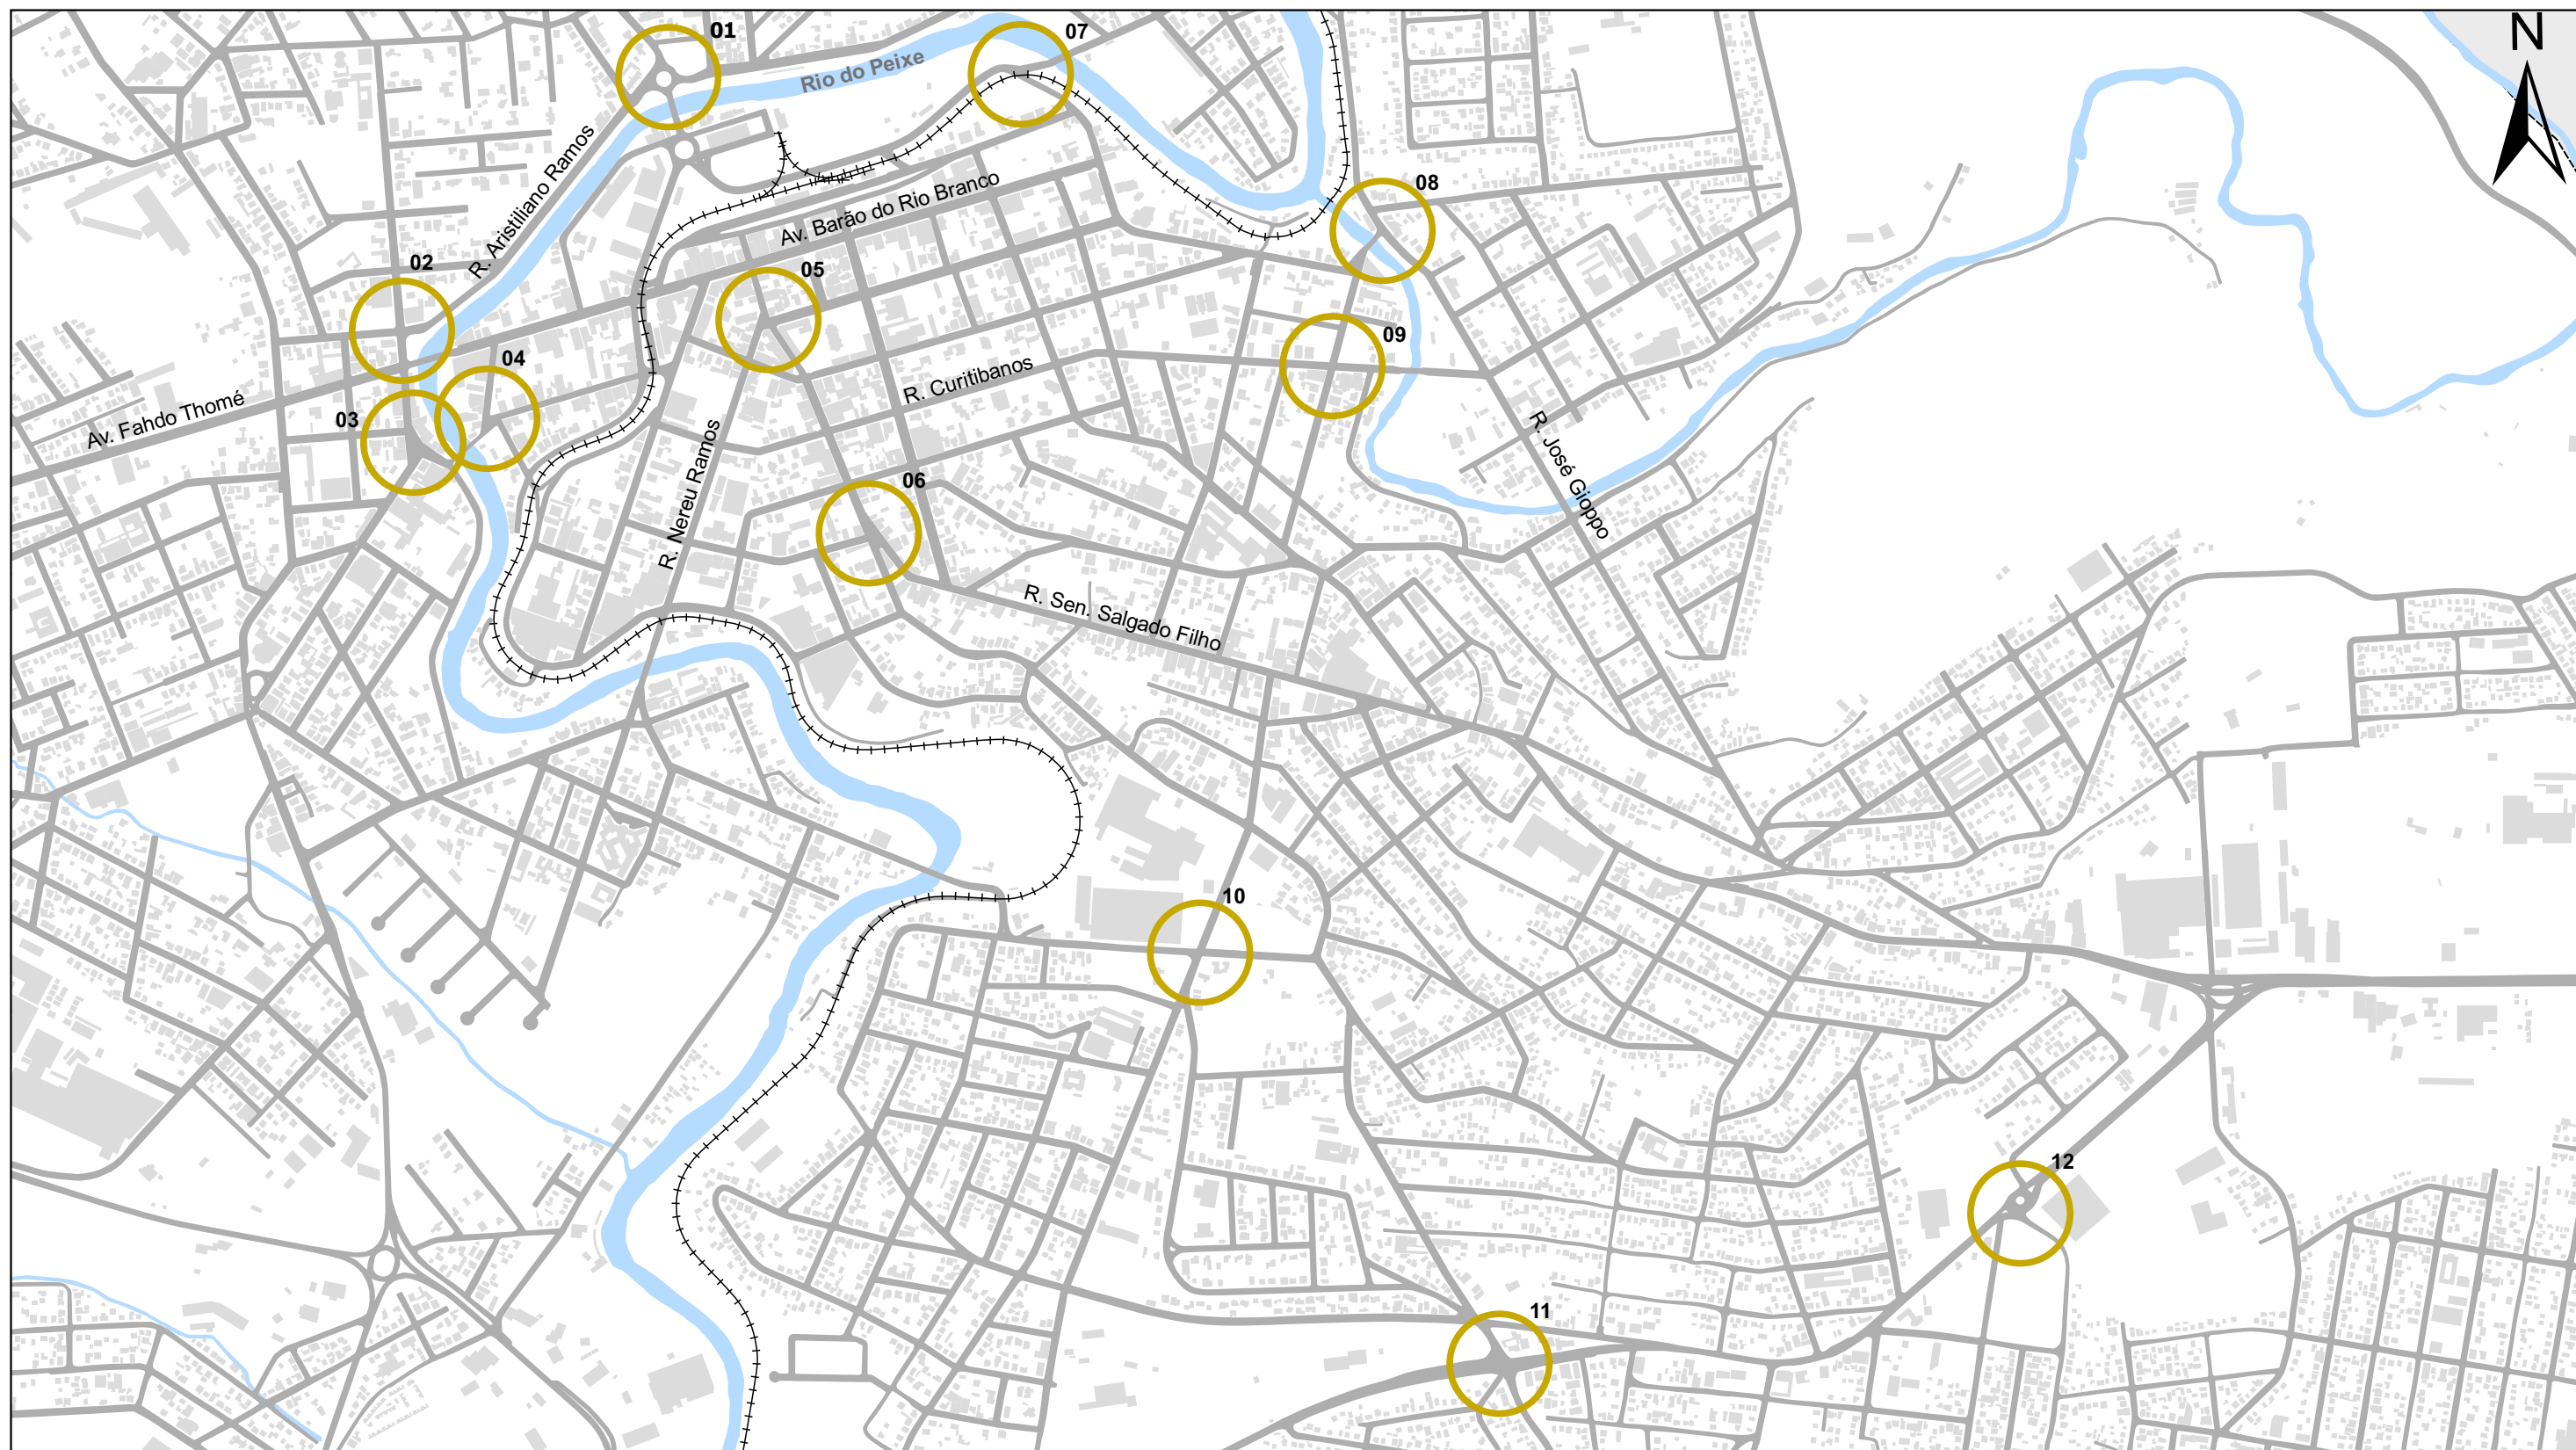 01
07
N
Rio do Peixe
R. Aristiliano Ramos
08
Av. Barão do Rio Branco
02
05
09
04
R. Curitibanos
Av. Fahdo Thomé
03
R. José Gioppo
R. Nereu Ramos
06
R. Sen. Salgado Filho
10
12
11